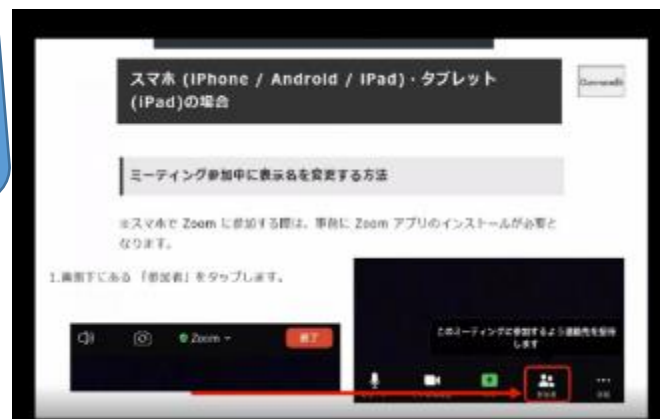 スマホ (iPhone / Android / iPad)・タブレット
(iPad)の場合
ミーティング参加中に表示名を変更する方法
※スマホで Zoom に参加する際は、事前に Zoom アプリのインストールが必要と
なります。
1.画面下にある 「参加者」をタップします。
Zoom
終了
このミーティングに参加するよう連絡先を招待
します
参加者